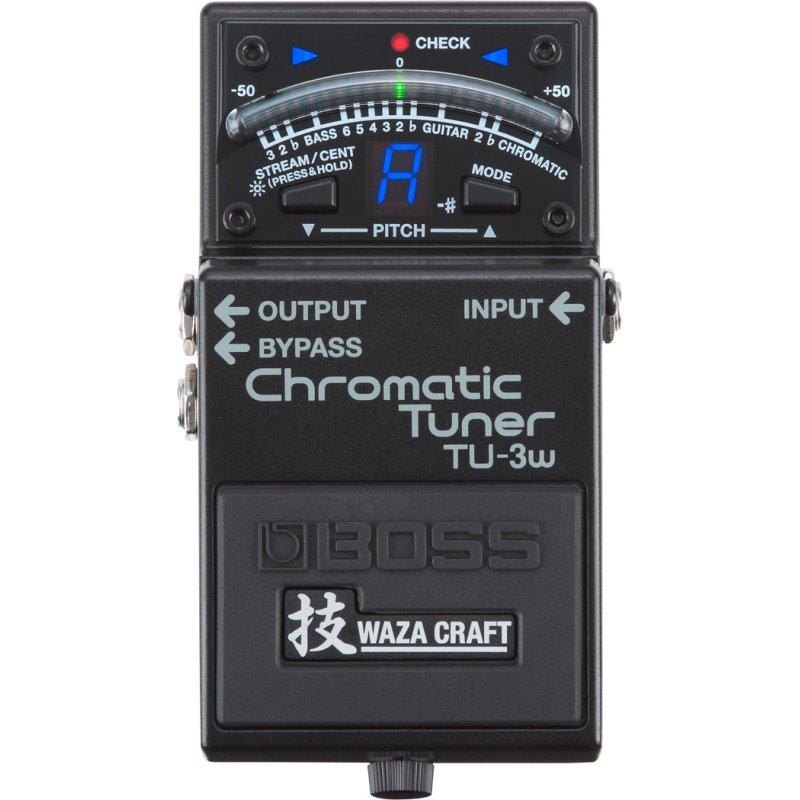 CHECK
0
-50 +50
3 2 ♭ BASS 6 5 4 3 2 ♭ GUITAR 2 ♭ CHROMATIC
STREAM/CENT
(PRESS&HOLD)
A
MODE
-♯
▼ PITCH ▲
← OUTPUT
INPUT ←
← BYPASS
Chromatic
Tuner
TU-3w
BOSS
技 WAZA CRAFT